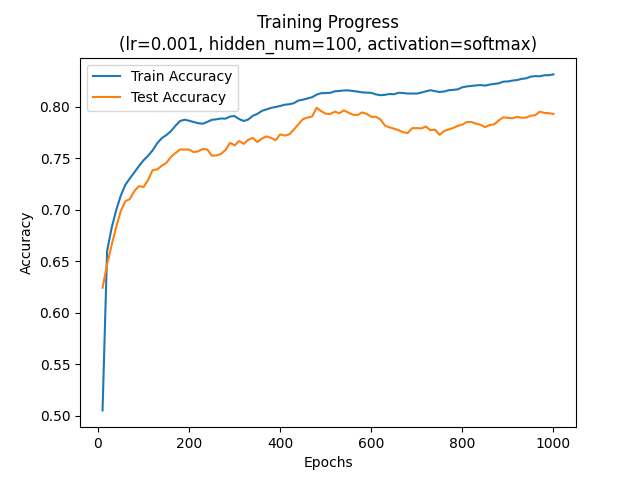 Training Progress
(lr=0.001, hidden_num=100, activation=softmax)
Train Accuracy
Test Accuracy
0.80
0.75
0.70
0.65
0.60
0.55
0.50
Accuracy
0 200 400 600 800 1000
Epochs